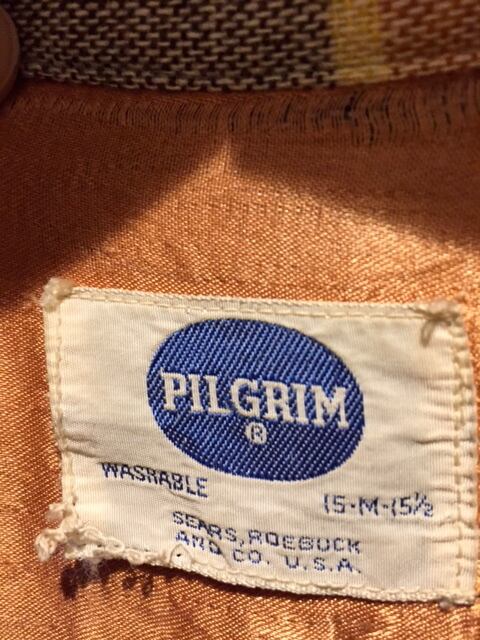 PILGRIM
®
WASHABLE
15-M-15½
SEARS, ROEBUCK
AND CO. U.S.A.